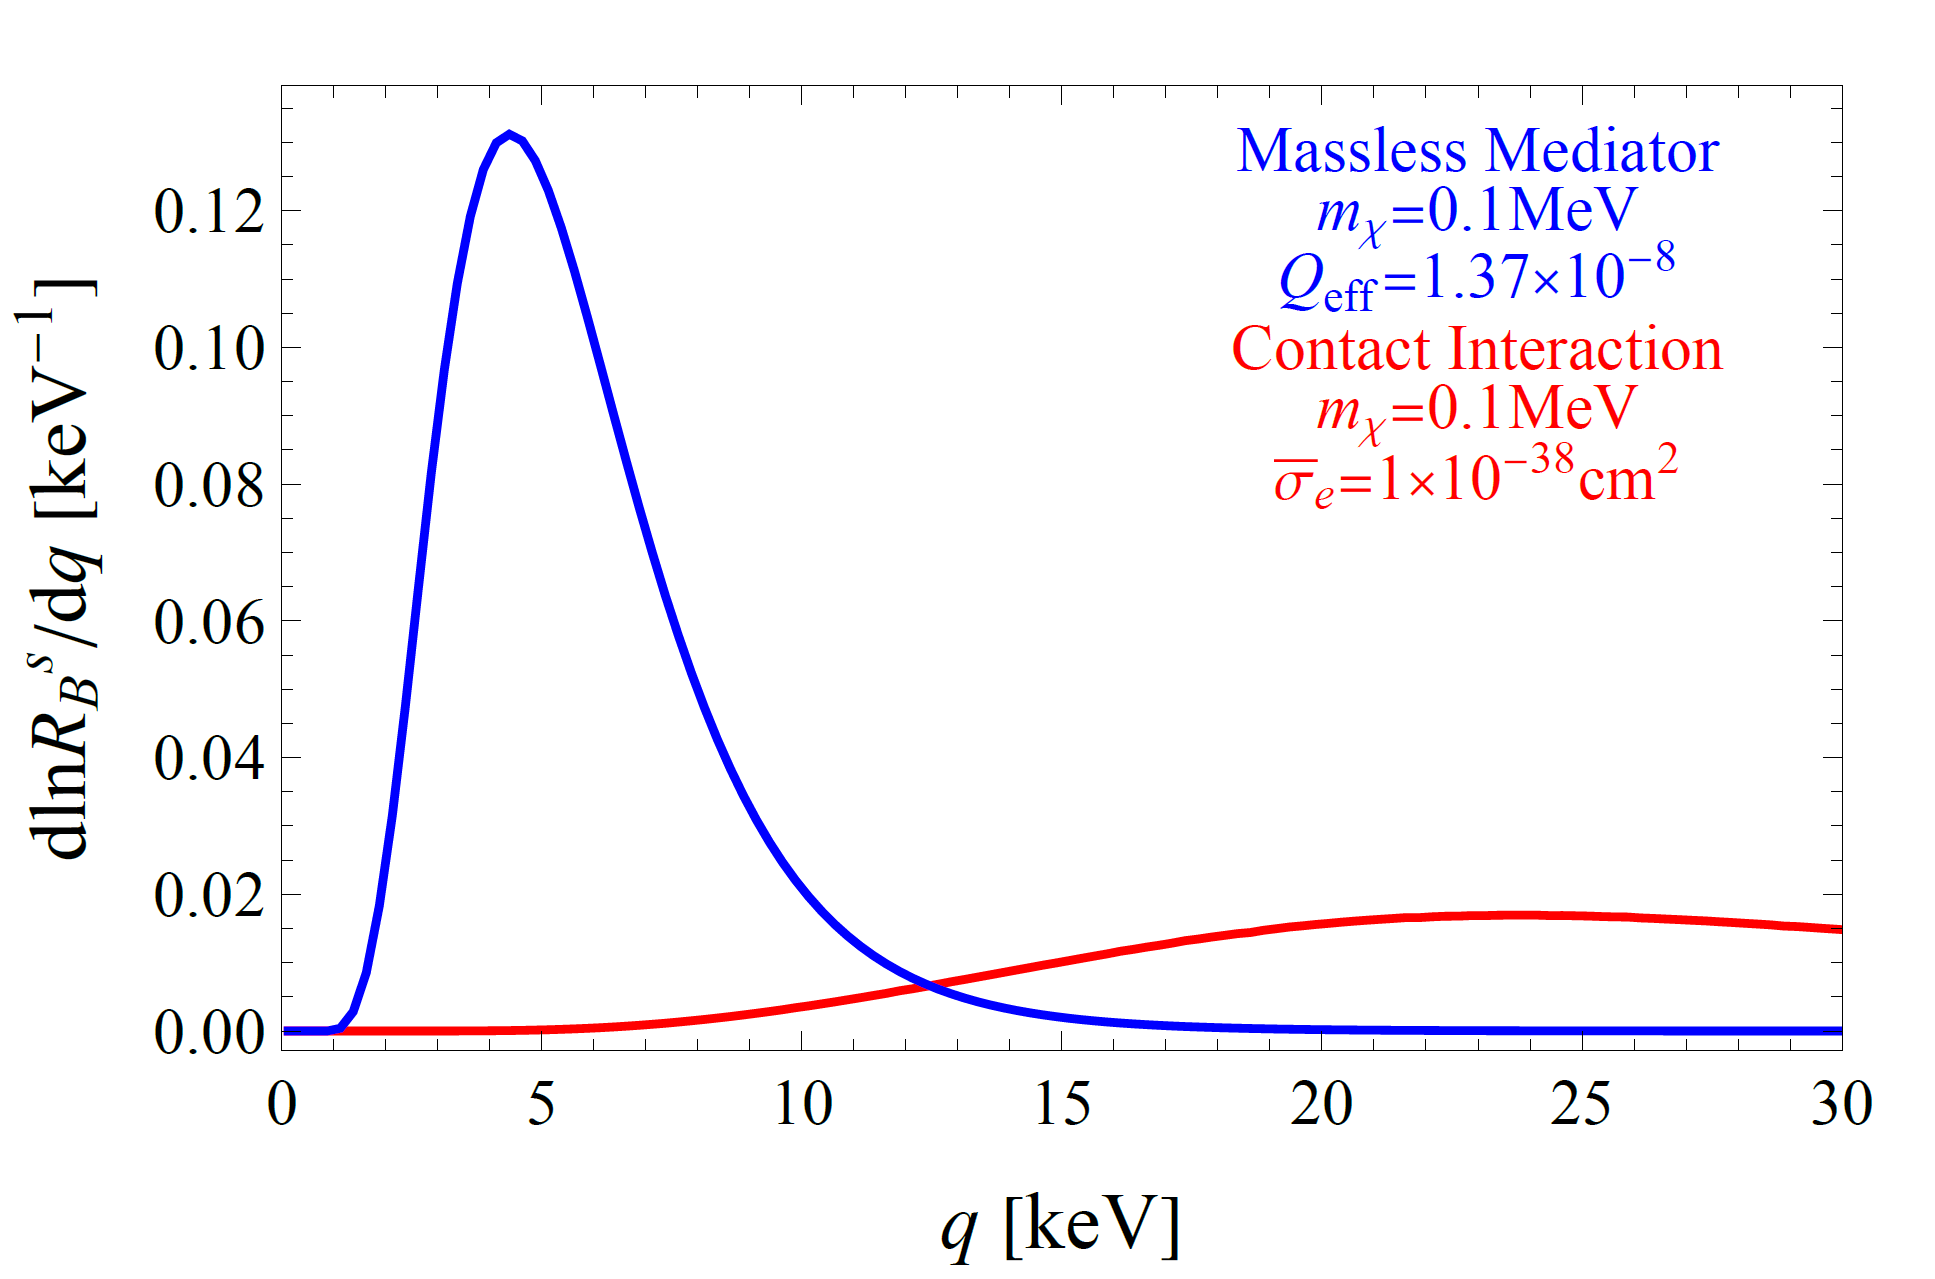 Massless Mediator
mχ=0.1MeV
Qeff=1.37×10⁻⁸
Contact Interaction
mχ=0.1MeV
σ̅e=1×10⁻³⁸cm²
dlnR_B^s/dq [keV⁻¹]
0.12
0.10
0.08
0.06
0.04
0.02
0.00
0 5 10 15 20 25 30
q [keV]